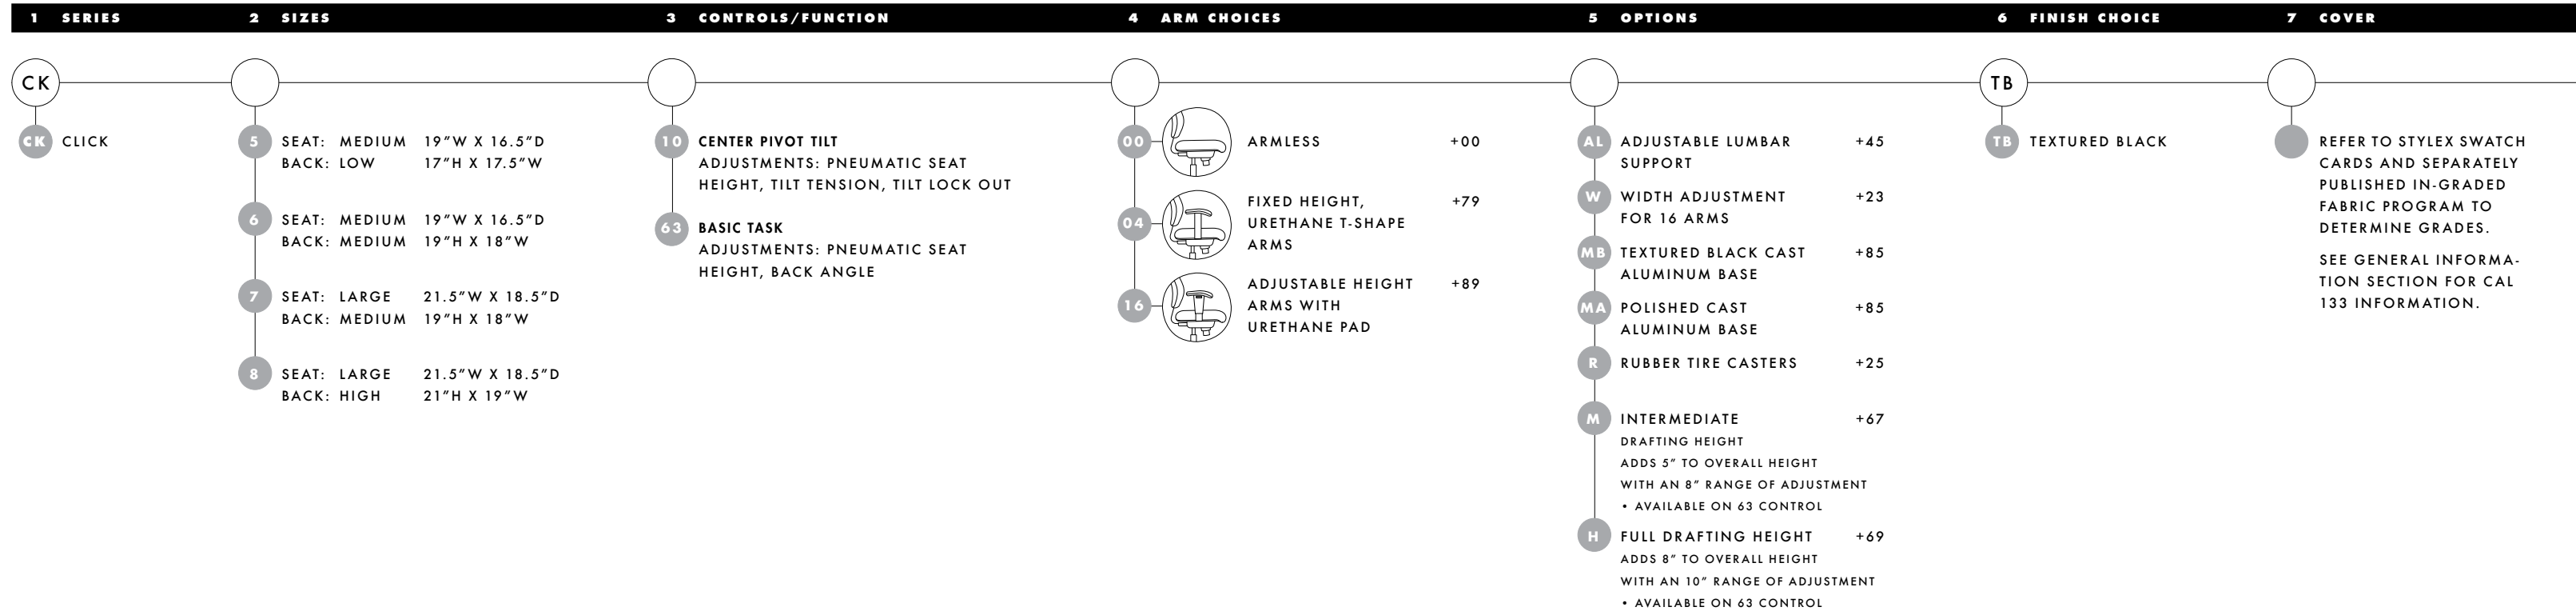 1 SERIES 2 SIZES 3 CONTROLS/FUNCTION 4 ARM CHOICES 5 OPTIONS 6 FINISH CHOICE 7 COVER
CK
CK CLICK
5 SEAT: MEDIUM 19"W X 16.5"D
BACK: LOW 17"H X 17.5"W
6 SEAT: MEDIUM 19"W X 16.5"D
BACK: MEDIUM 19"H X 18"W
7 SEAT: LARGE 21.5"W X 18.5"D
BACK: MEDIUM 19"H X 18"W
8 SEAT: LARGE 21.5"W X 18.5"D
BACK: HIGH 21"H X 19"W
10 CENTER PIVOT TILT
ADJUSTMENTS: PNEUMATIC SEAT
HEIGHT, TILT TENSION, TILT LOCK OUT
63 BASIC TASK
ADJUSTMENTS: PNEUMATIC SEAT
HEIGHT, BACK ANGLE
00 ARMLESS +00
04 FIXED HEIGHT, +79
URETHANE T-SHAPE
ARMS
16 ADJUSTABLE HEIGHT +89
ARMS WITH
URETHANE PAD
AL ADJUSTABLE LUMBAR +45
SUPPORT
W WIDTH ADJUSTMENT +23
FOR 16 ARMS
MB TEXTURED BLACK CAST +85
ALUMINUM BASE
MA POLISHED CAST +85
ALUMINUM BASE
R RUBBER TIRE CASTERS +25
M INTERMEDIATE +67
DRAFTING HEIGHT
ADDS 5" TO OVERALL HEIGHT
WITH AN 8" RANGE OF ADJUSTMENT
• AVAILABLE ON 63 CONTROL
H FULL DRAFTING HEIGHT +69
ADDS 8" TO OVERALL HEIGHT
WITH AN 10" RANGE OF ADJUSTMENT
• AVAILABLE ON 63 CONTROL
TB
TB TEXTURED BLACK
REFER TO STYLEX SWATCH
CARDS AND SEPARATELY
PUBLISHED IN-GRADED
FABRIC PROGRAM TO
DETERMINE GRADES.
SEE GENERAL INFORMA-
TION SECTION FOR CAL
133 INFORMATION.